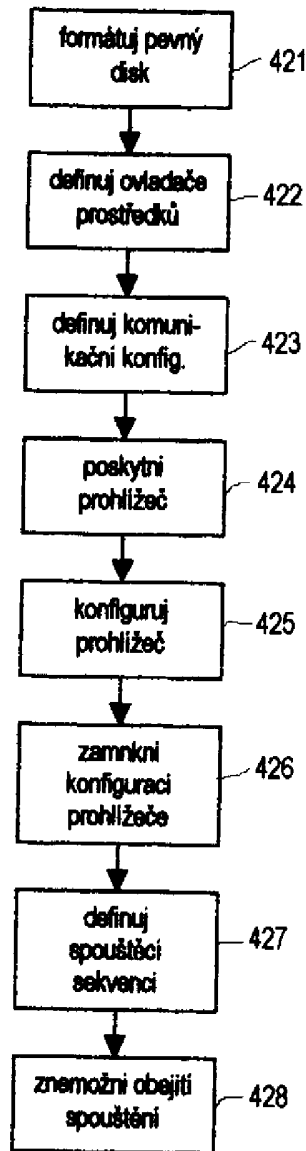 formátuj pevný
disk
421
definuj ovladače
prostředků
422
definuj komuni-
kační konfig.
423
poskytni
prohlížeč
424
konfiguruj
prohlížeč
425
zamnkni
konfiguraci
prohlížeče
426
definuj
spouštěcí
sekvenci
427
znemožni obejití
spouštění
428